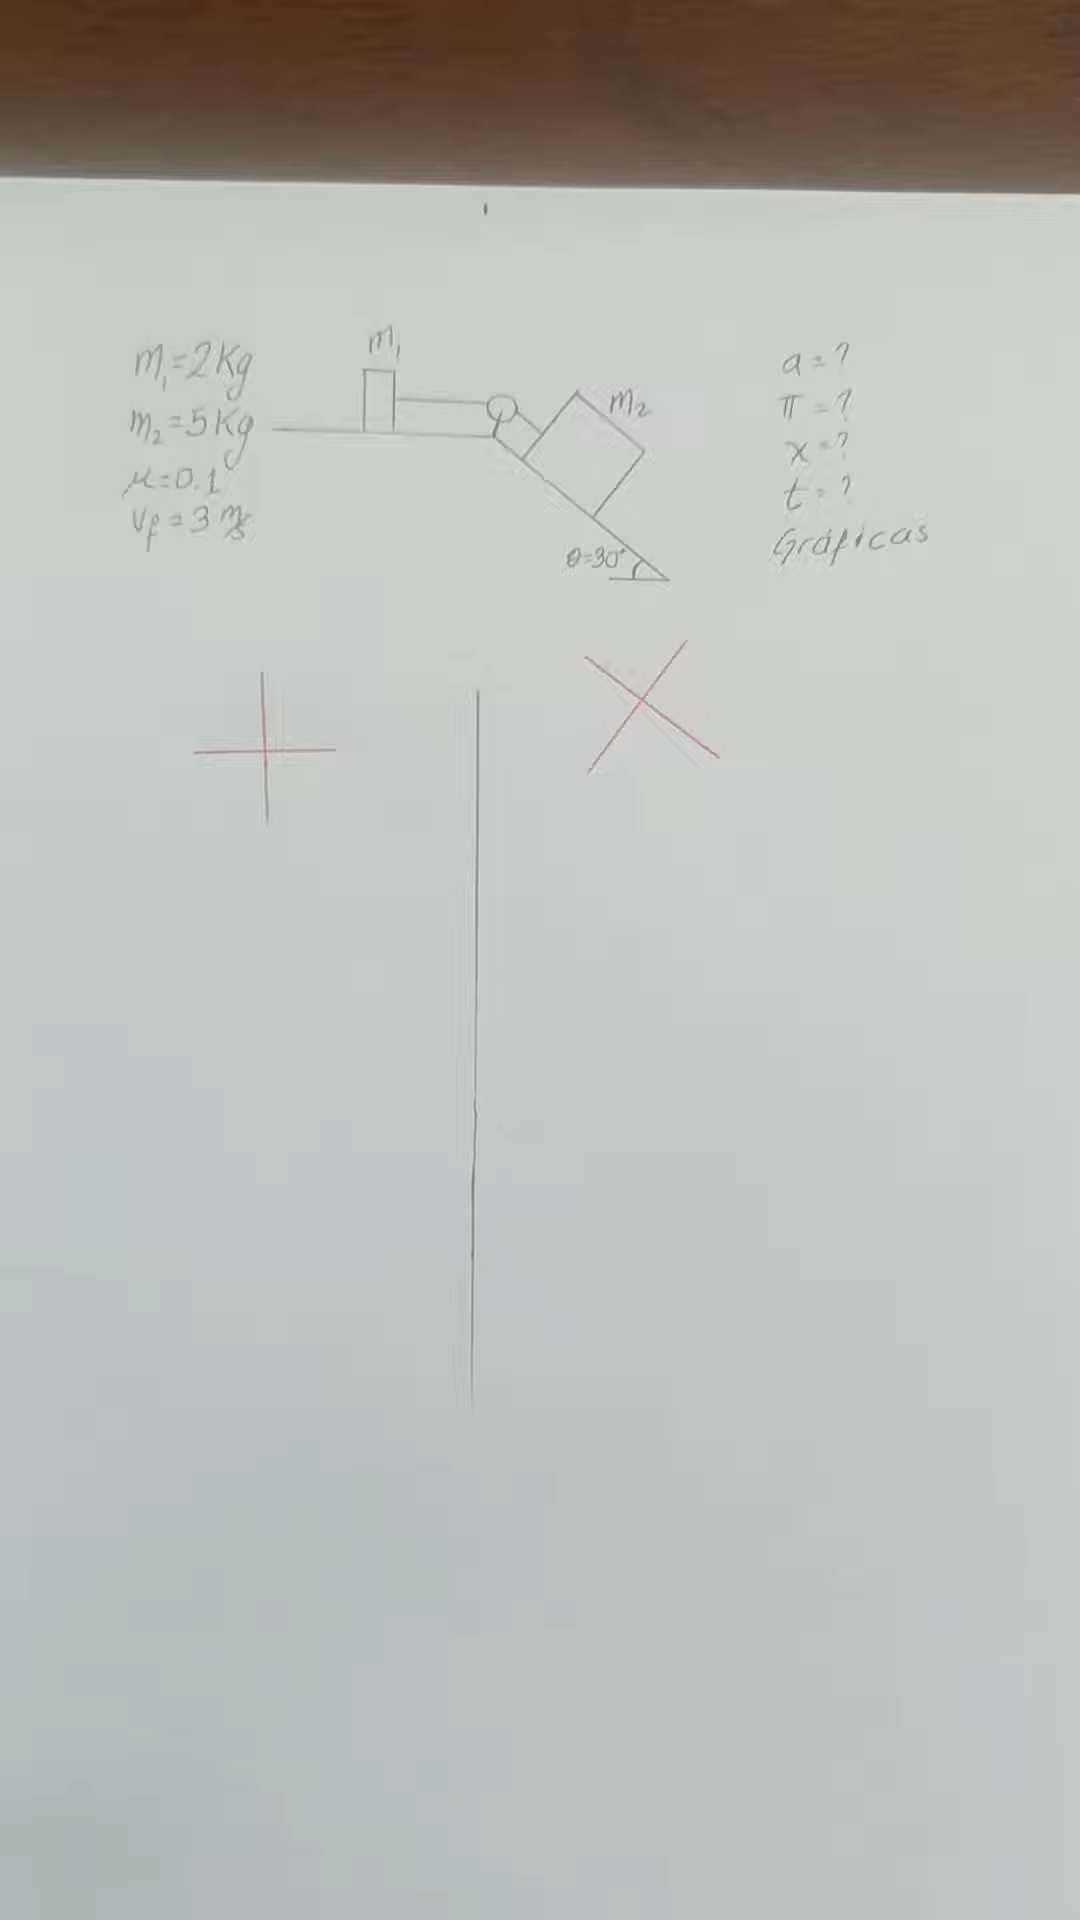 m₁=2Kg
m₂=5Kg
μ=0.1
Vf=3 m/s
m₁
m₂
θ=30°
a=?
π=?
x=?
t=?
Gráficas